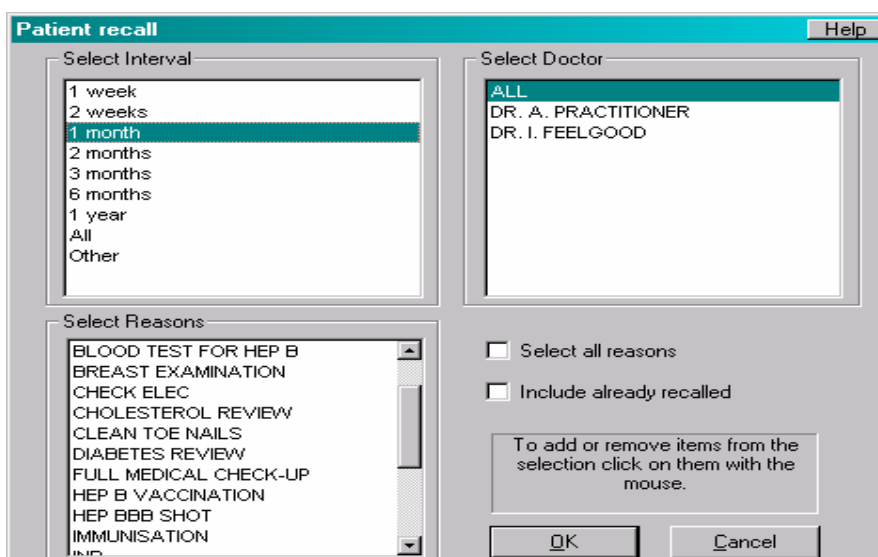 Patient recall
Help
Select Interval
1 week
2 weeks
1 month
2 months
3 months
6 months
1 year
All
Other
Select Doctor
ALL
DR. A. PRACTITIONER
DR. I. FEELGOOD
Select Reasons
BLOOD TEST FOR HEP B
BREAST EXAMINATION
CHECK ELEC
CHOLESTEROL REVIEW
CLEAN TOE NAILS
DIABETES REVIEW
FULL MEDICAL CHECK-UP
HEP B VACCINATION
HEP BBB SHOT
IMMUNISATION
Select all reasons
Include already recalled
To add or remove items from the
selection click on them with the
mouse.
OK
Cancel